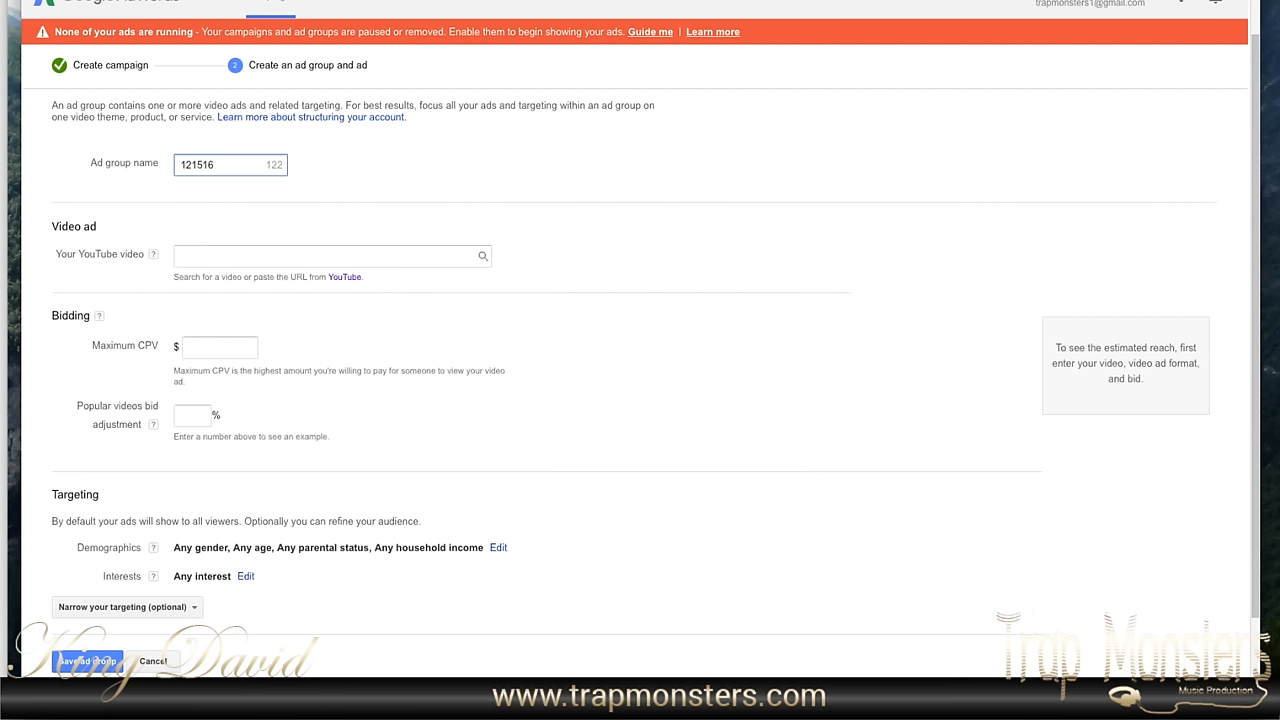 Google AdWords
trapmonsters1@gmail.com
None of your ads are running - Your campaigns and ad groups are paused or removed. Enable them to begin showing your ads. Guide me | Learn more
Create campaign
2 Create an ad group and ad
An ad group contains one or more video ads and related targeting. For best results, focus all your ads and targeting within an ad group on
one video theme, product, or service. Learn more about structuring your account.
Ad group name 121516 122
Video ad
Your YouTube video ?
Search for a video or paste the URL from YouTube.
Bidding ?
Maximum CPV $
Maximum CPV is the highest amount you're willing to pay for someone to view your video
ad.
Popular videos bid
adjustment ? %
Enter a number above to see an example.
To see the estimated reach, first
enter your video, video ad format,
and bid.
Targeting
By default your ads will show to all viewers. Optionally you can refine your audience.
Demographics ? Any gender, Any age, Any parental status, Any household income Edit
Interests ? Any interest Edit
Narrow your targeting (optional)
Save ad group Cancel
King David
Trap Monsters
Music Production
www.trapmonsters.com